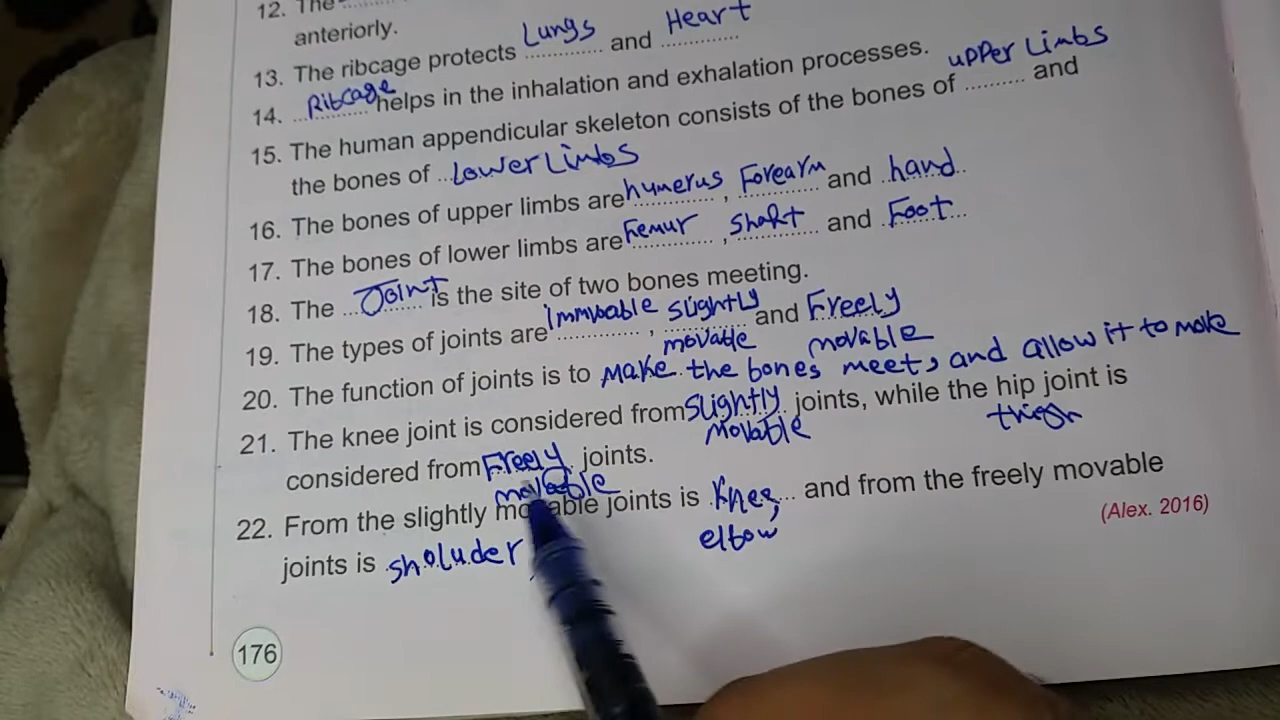 12. The
anteriorly.
13. The ribcage protects Lungs and Heart
14. Ribcage helps in the inhalation and exhalation processes.
15. The human appendicular skeleton consists of the bones of upper limbs and
the bones of Lower Limbs
16. The bones of upper limbs are humerus, Forearm and hand
17. The bones of lower limbs are Femur, Shaft and Foot
18. The Joint is the site of two bones meeting.
19. The types of joints are Immvoable, slightly movable and Freely movable
20. The function of joints is to make the bones meet, and allow it to make
21. The knee joint is considered from slightly movable joints, while the hip joint is
thigh
considered from Freely movable joints.
22. From the slightly movable joints is knee, elbow and from the freely movable
joints is sholuder
(Alex. 2016)
176